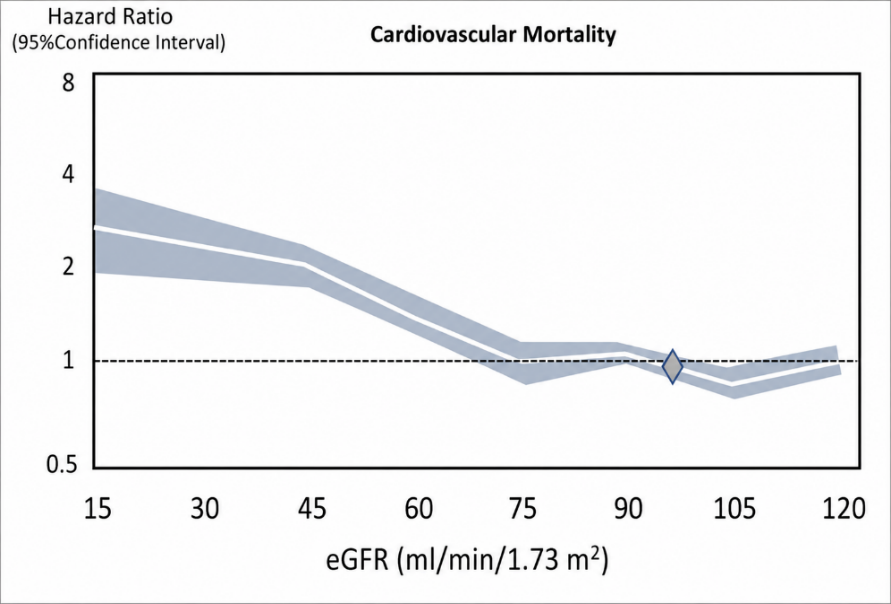 Hazard Ratio
(95%Confidence Interval)
Cardiovascular Mortality
8
4
2
1
0.5
15 30 45 60 75 90 105 120
eGFR (ml/min/1.73 m²)